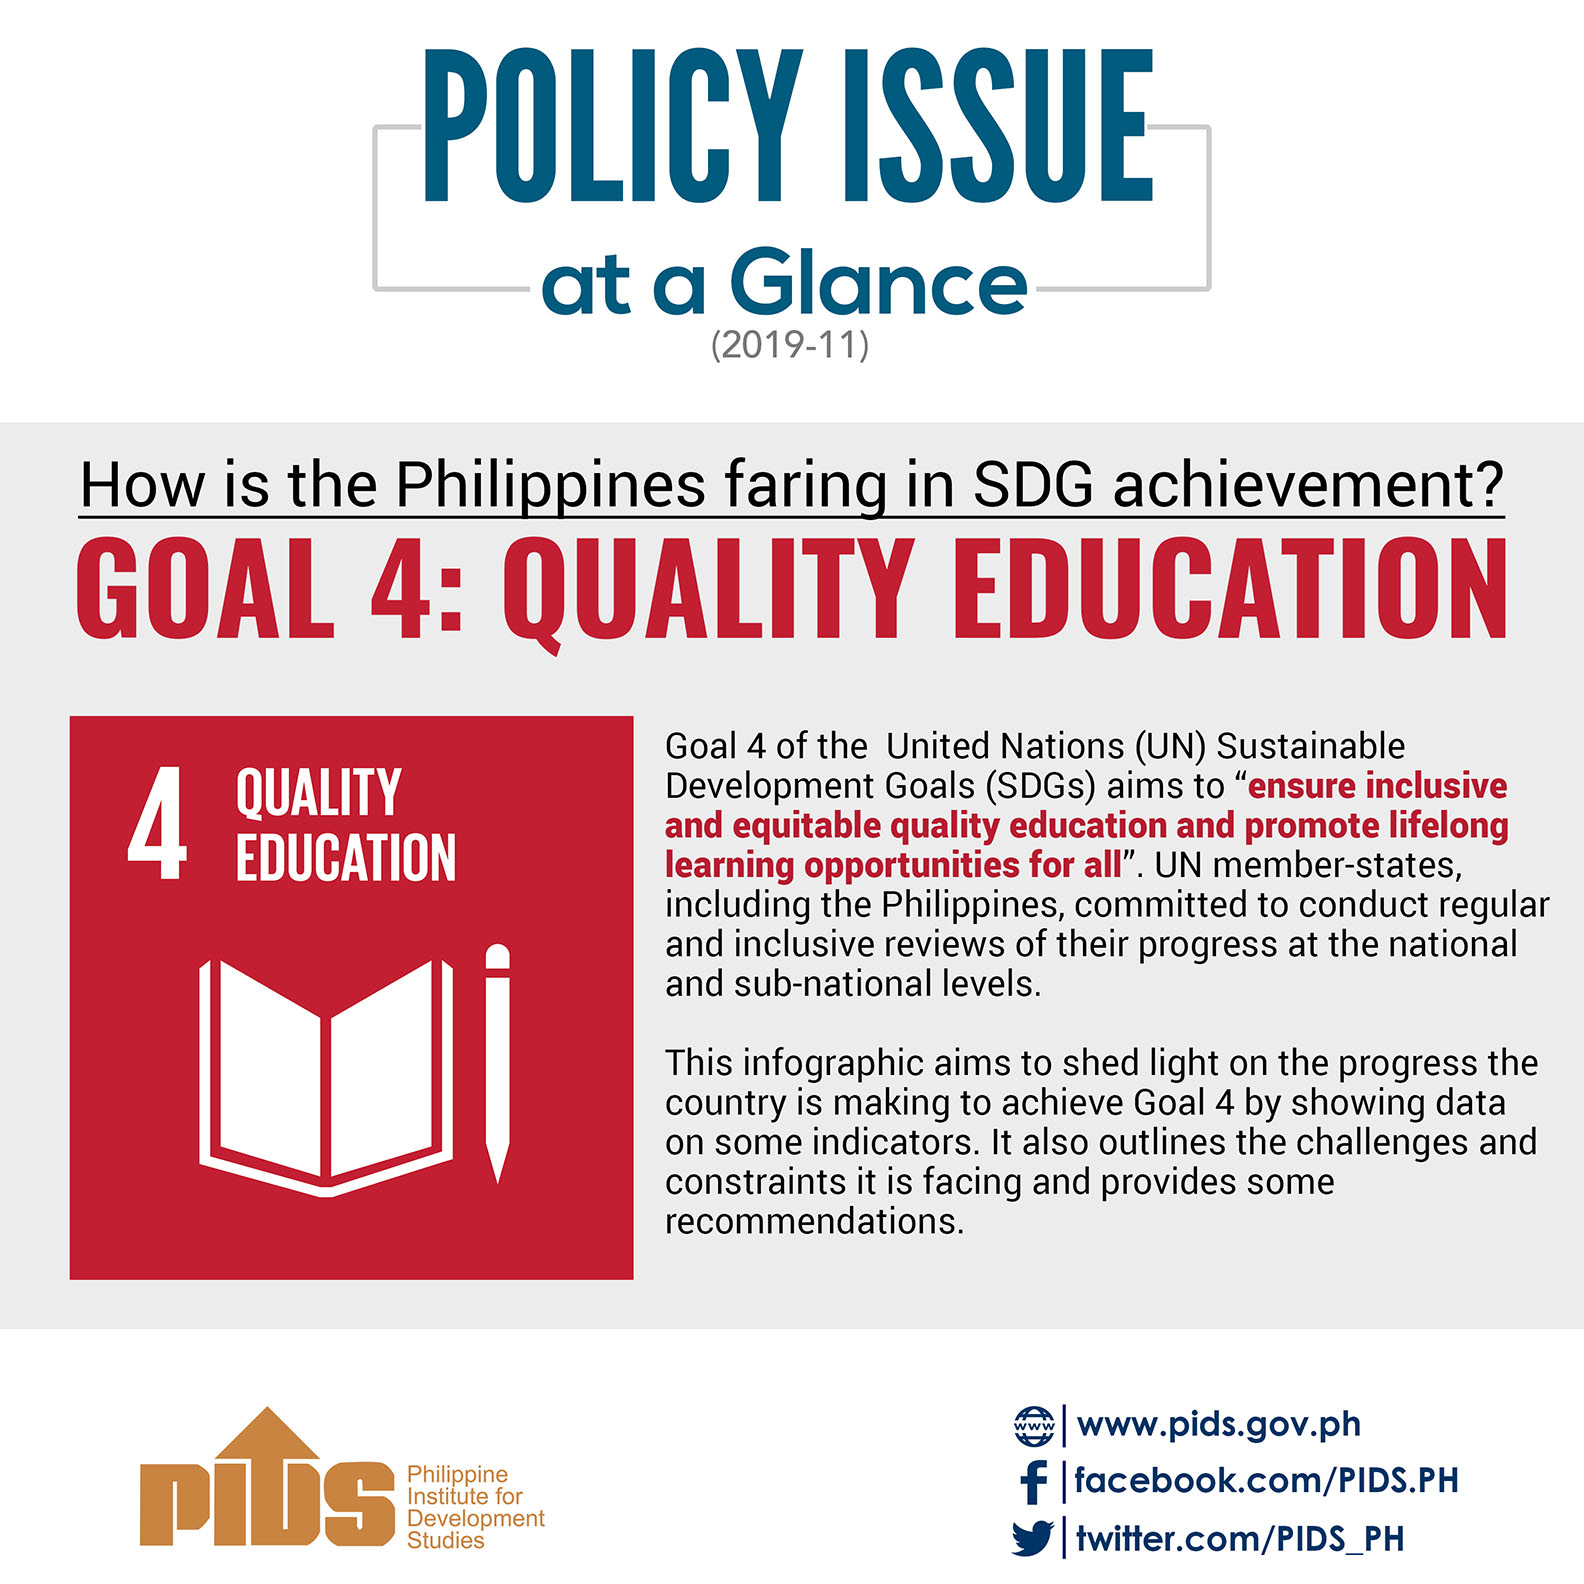 POLICY ISSUE
at a Glance
(2019-11)
How is the Philippines faring in SDG achievement?
GOAL 4: QUALITY EDUCATION
4 QUALITY
EDUCATION
Goal 4 of the United Nations (UN) Sustainable
Development Goals (SDGs) aims to “ensure inclusive
and equitable quality education and promote lifelong
learning opportunities for all”. UN member-states,
including the Philippines, committed to conduct regular
and inclusive reviews of their progress at the national
and sub-national levels.
This infographic aims to shed light on the progress the
country is making to achieve Goal 4 by showing data
on some indicators. It also outlines the challenges and
constraints it is facing and provides some
recommendations.
PIDS
Philippine
Institute for
Development
Studies
www
www.pids.gov.ph
facebook.com/PIDS.PH
twitter.com/PIDS_PH